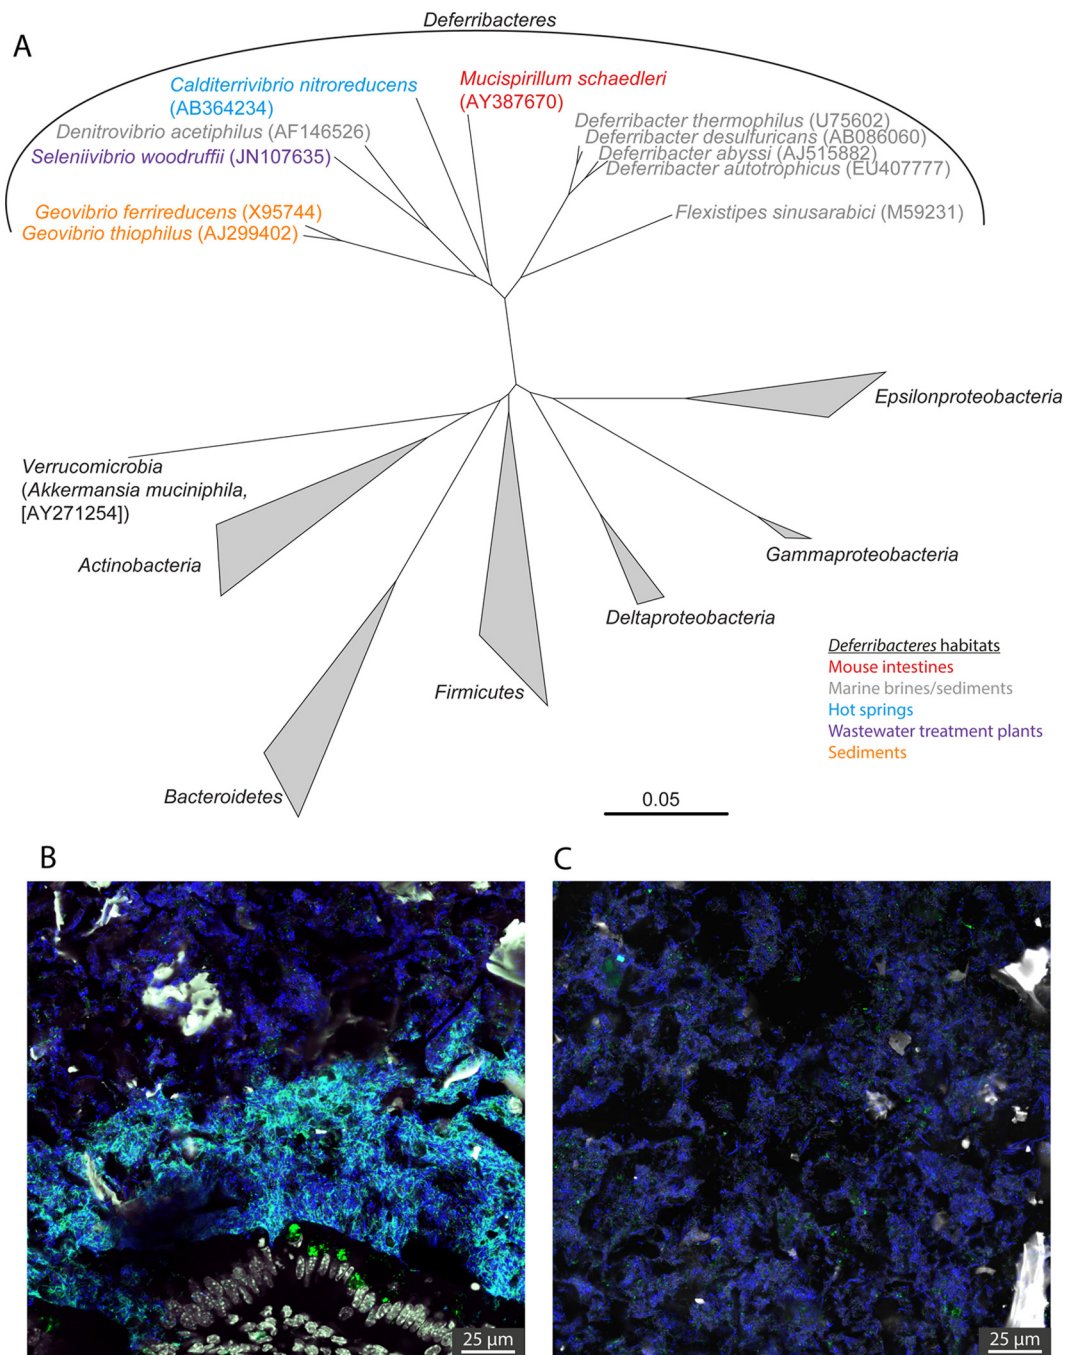 Deferribacteres
A
Calditerrivibrio nitroreducens
(AB364234)
Mucispirillum schaedleri
(AY387670)
Denitrovibrio acetiphilus (AF146526)
Seleniivibrio woodruffii (JN107635)
Deferribacter thermophilus (U75602)
Deferribacter desulfuricans (AB086060)
Deferribacter abyssi (AJ515882)
Deferribacter autotrophicus (EU407777)
Geovibrio ferrireducens (X95744)
Geovibrio thiophilus (AJ299402)
Flexistipes sinusarabici (M59231)
Epsilonproteobacteria
Verrucomicrobia
(Akkermansia muciniphila,
[AY271254])
Actinobacteria
Gammaproteobacteria
Deltaproteobacteria
Firmicutes
Bacteroidetes
Deferribacteres habitats
Mouse intestines
Marine brines/sediments
Hot springs
Wastewater treatment plants
Sediments
0.05
B
C
25 µm
25 µm